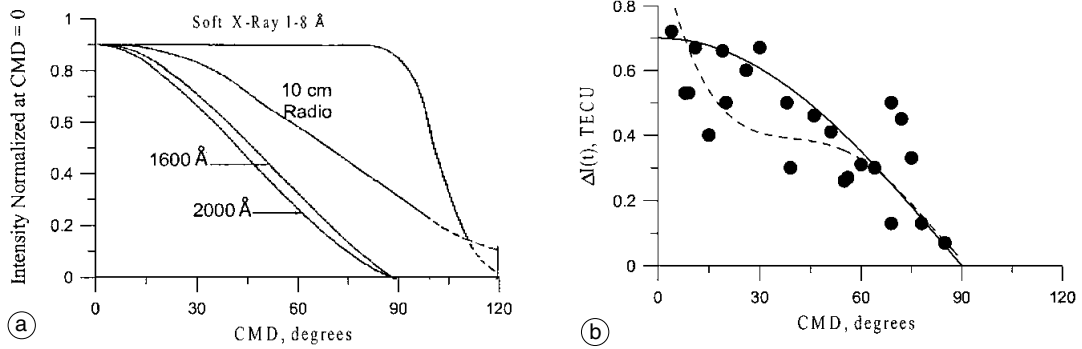 Soft X-Ray 1-8 Å
10 cm
Radio
1600 Å
2000 Å
Intensity Normalized at CMD = 0
1
0.8
0.6
0.4
0.2
0
0
30
60
90
120
CMD, degrees
a
ΔI(t), TECU
0.8
0.6
0.4
0.2
0
0
30
60
90
120
CMD, degrees
b